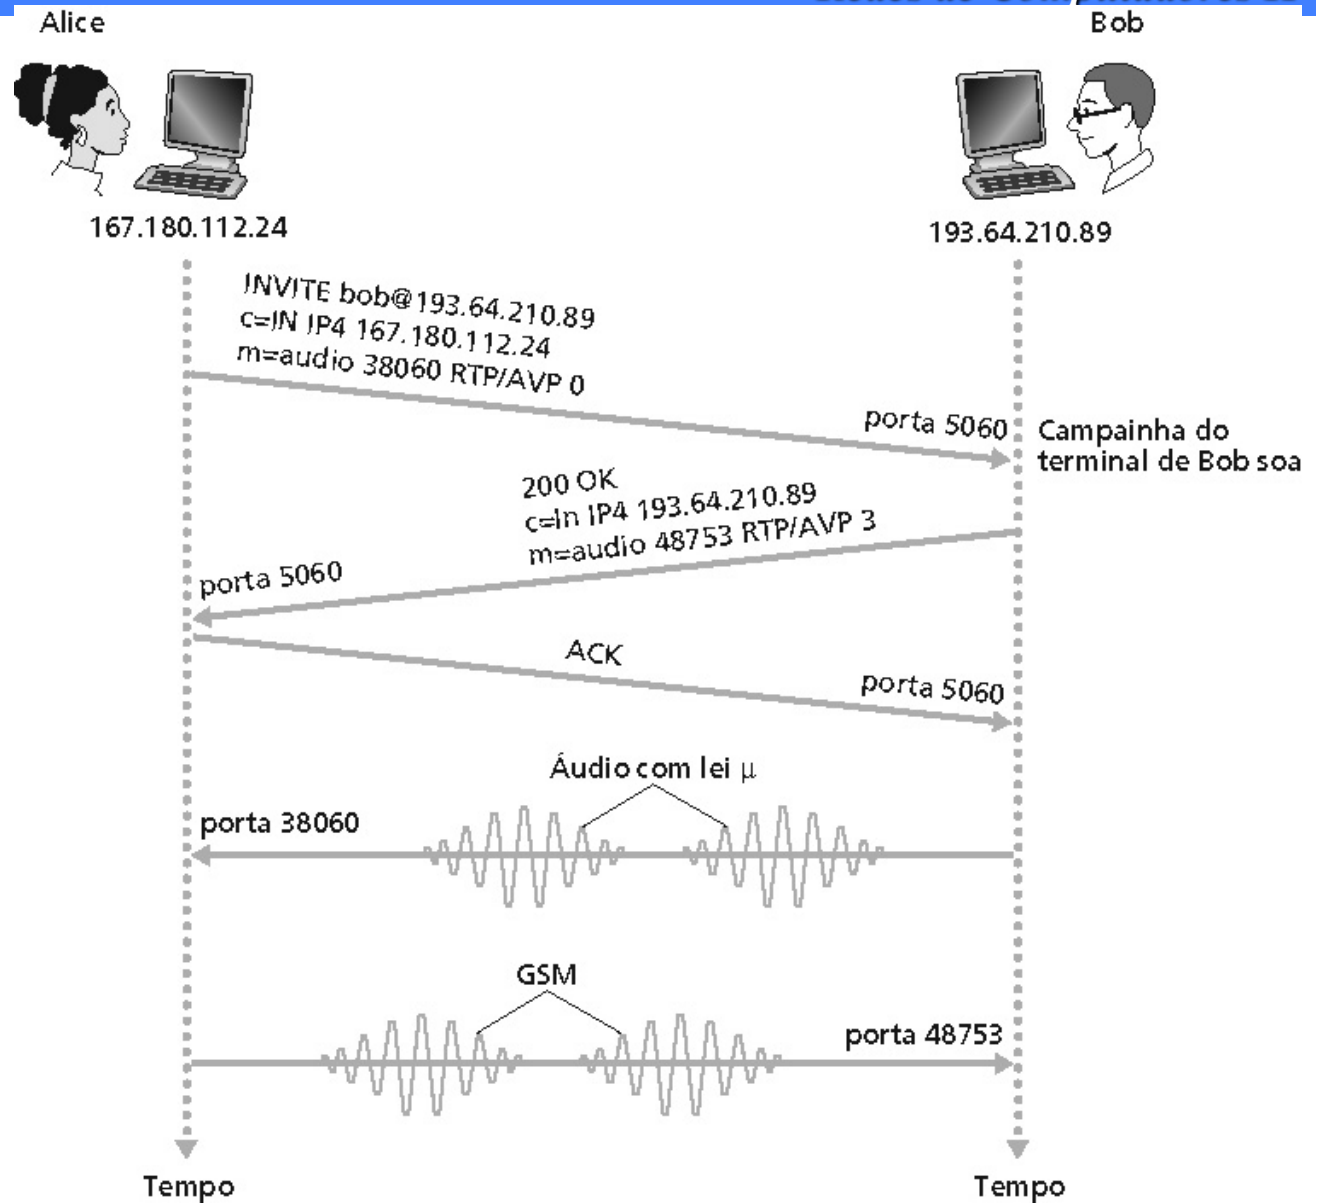 Alice
Bob
167.180.112.24
193.64.210.89
INVITE bob@193.64.210.89
c=IN IP4 167.180.112.24
m=audio 38060 RTP/AVP 0
porta 5060
Campainha do
terminal de Bob soa
200 OK
c=In IP4 193.64.210.89
m=audio 48753 RTP/AVP 3
porta 5060
ACK
porta 5060
Áudio com lei μ
porta 38060
GSM
porta 48753
Tempo
Tempo